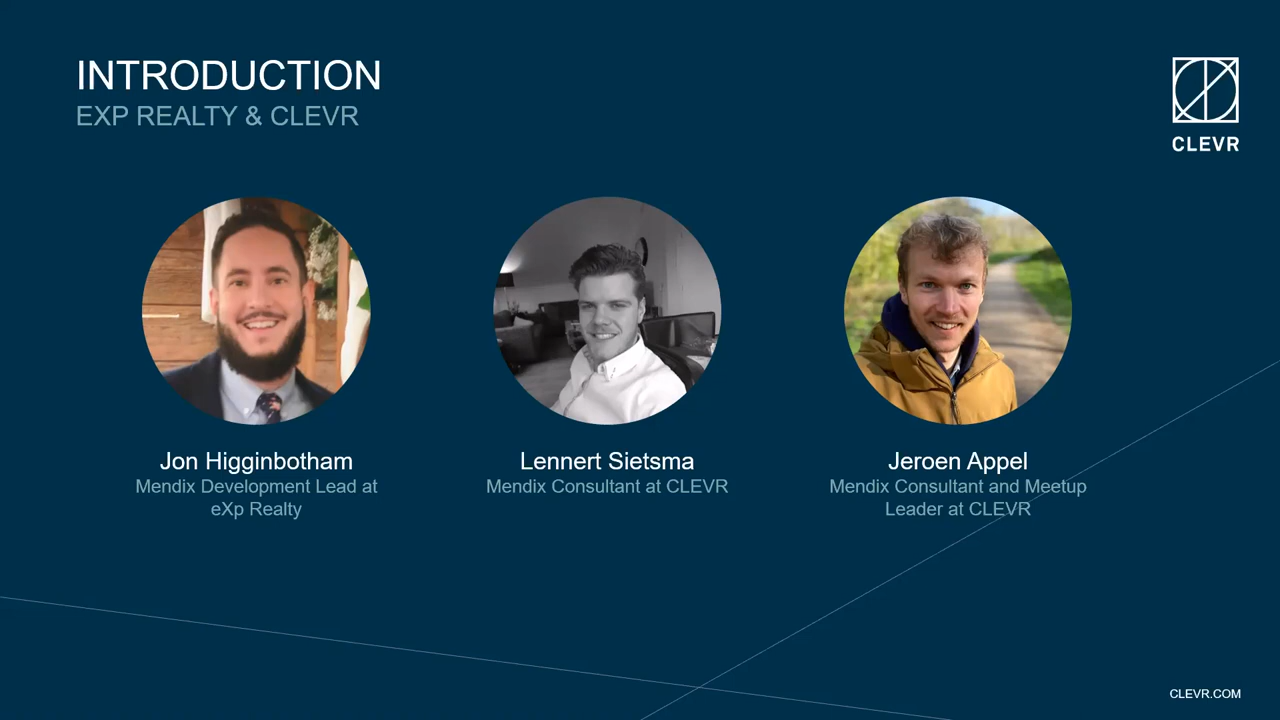 INTRODUCTION
EXP REALTY & CLEVR
CLEVR
Jon Higginbotham
Mendix Development Lead at
eXp Realty
Lennert Sietsma
Mendix Consultant at CLEVR
Jeroen Appel
Mendix Consultant and Meetup
Leader at CLEVR
CLEVR.COM